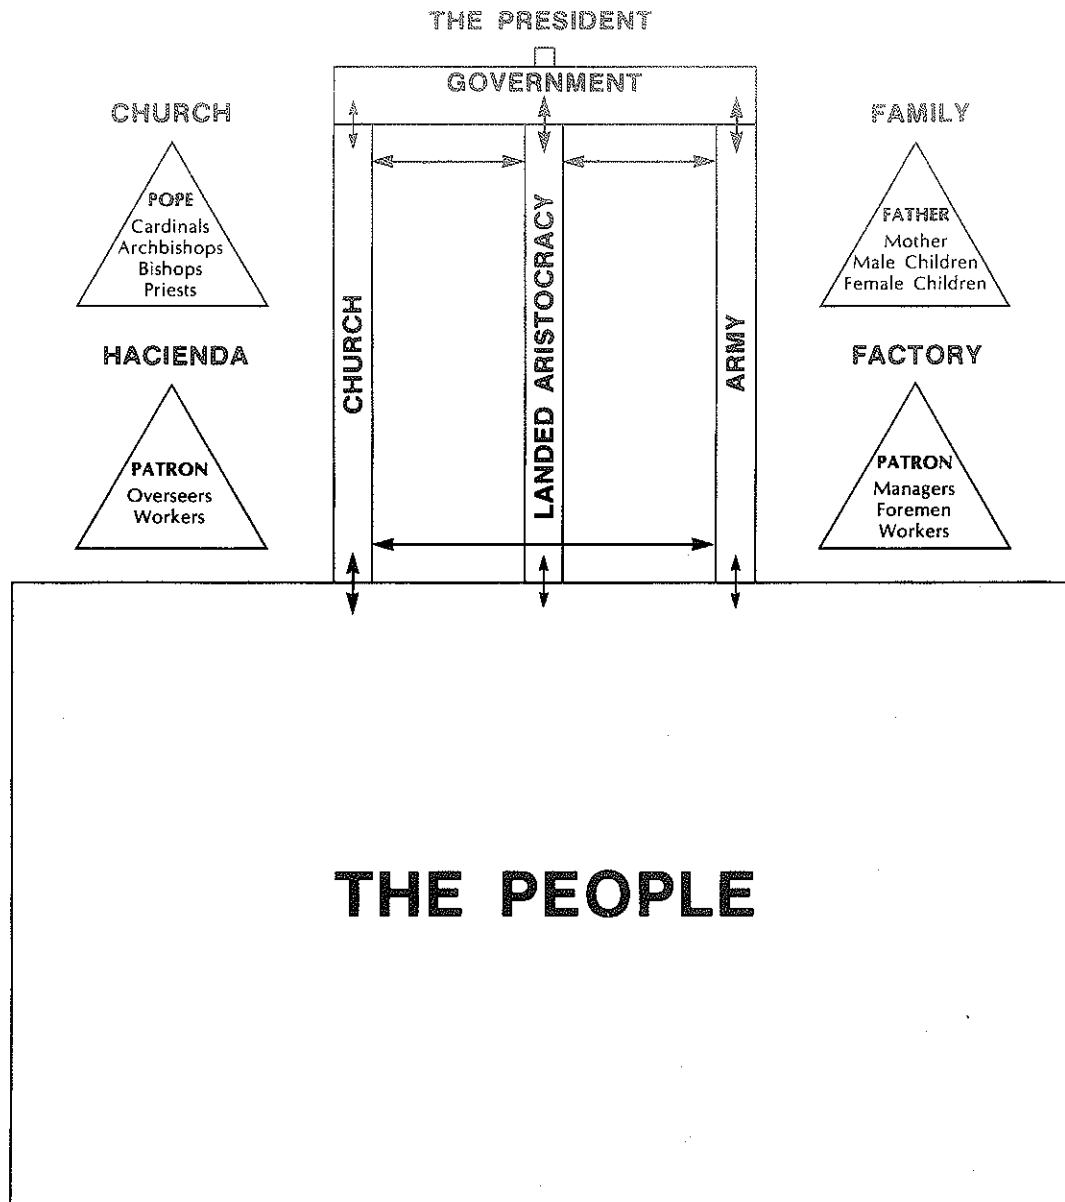 THE PRESIDENT
GOVERNMENT
CHURCH
POPE
Cardinals
Archbishops
Bishops
Priests
HACIENDA
PATRON
Overseers
Workers
CHURCH
LANDED ARISTOCRACY
ARMY
FAMILY
FATHER
Mother
Male Children
Female Children
FACTORY
PATRON
Managers
Foremen
Workers
THE PEOPLE